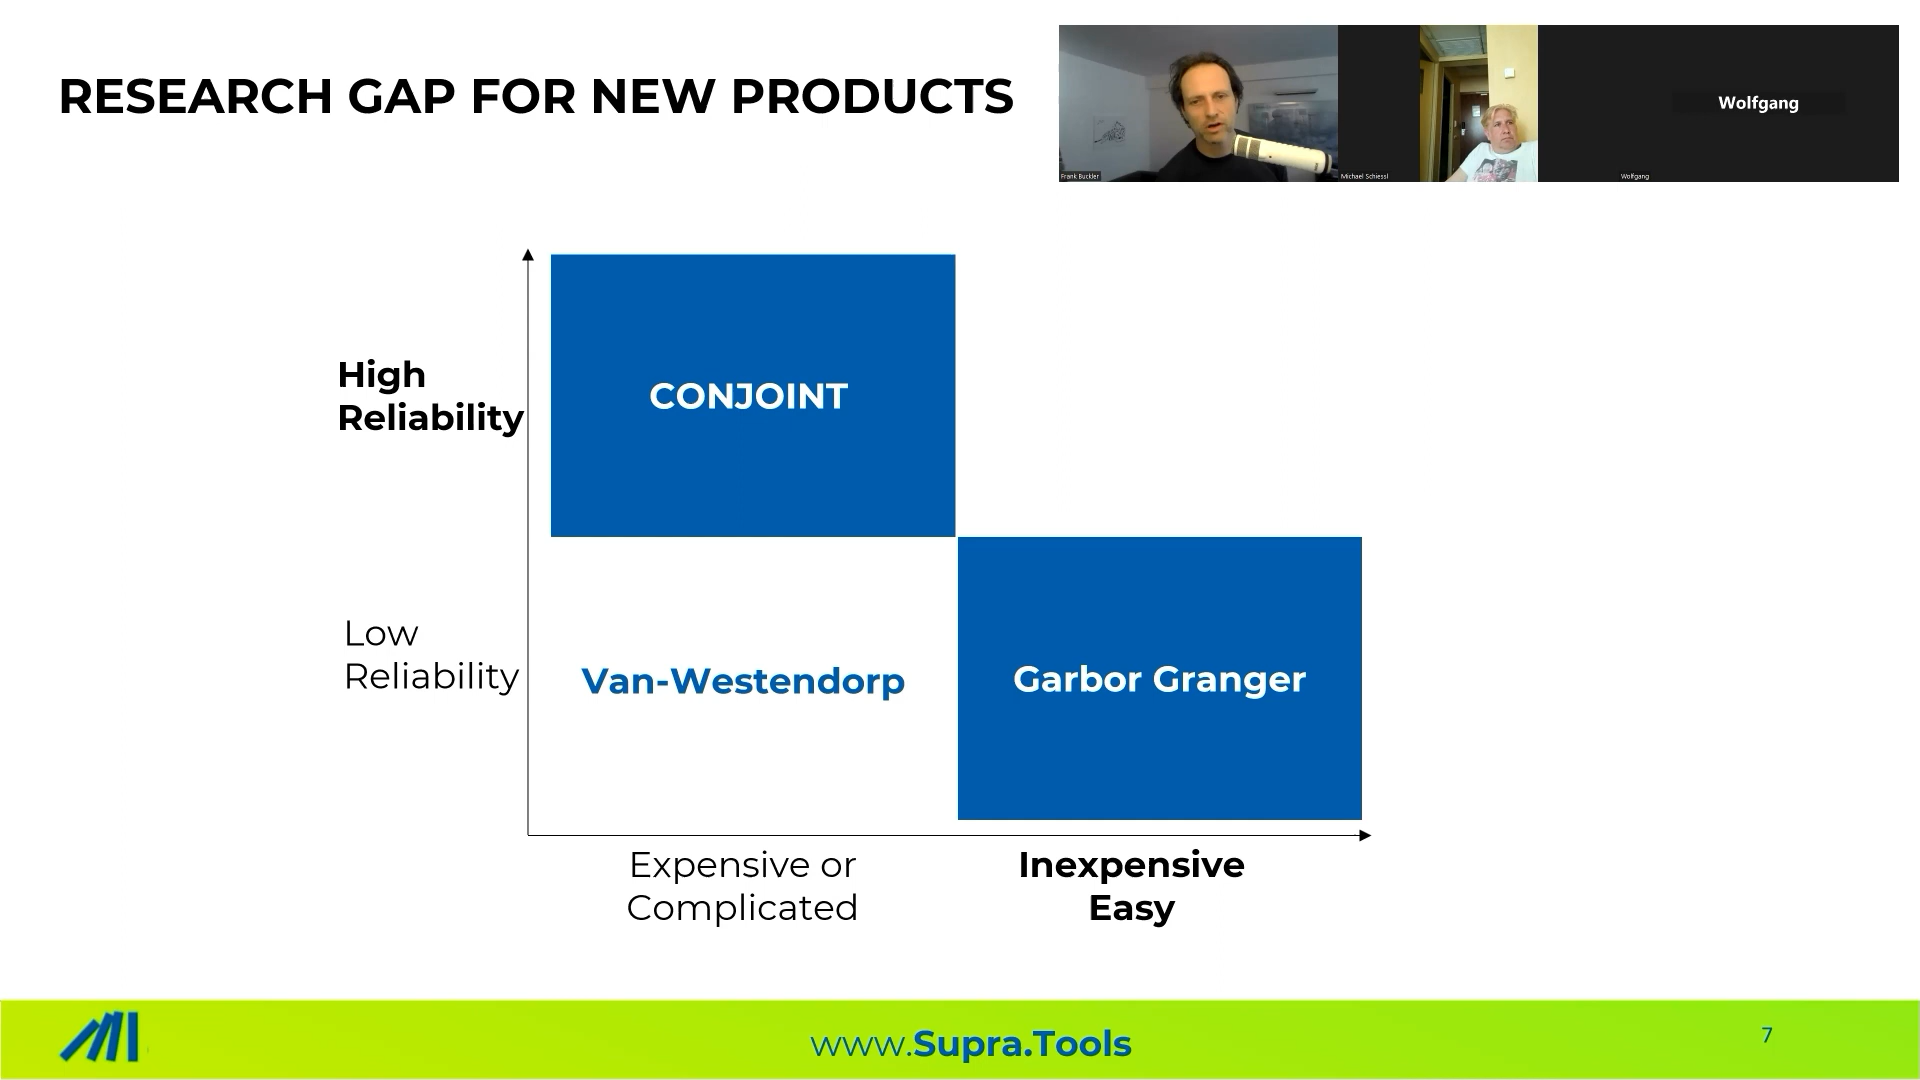 RESEARCH GAP FOR NEW PRODUCTS
Wolfgang
Frank Buckler
Michael Schiessl
Wolfgang
High
Reliability
CONJOINT
Low
Reliability
Van-Westendorp
Garbor Granger
Expensive or
Complicated
Inexpensive
Easy
www.Supra.Tools
7